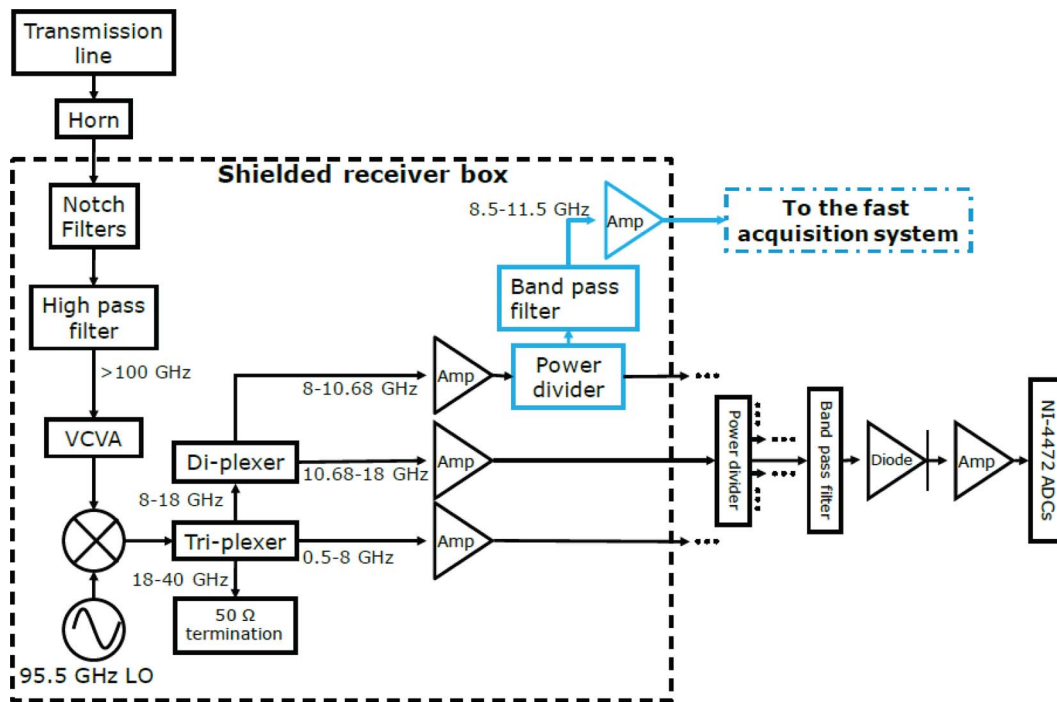 Transmission
line
Horn
Shielded receiver box
Notch
Filters
High pass
filter
>100 GHz
VCVA
95.5 GHz LO
18-40 GHz
Tri-plexer
50 Ω
termination
8-18 GHz
Di-plexer
8-10.68 GHz
10.68-18 GHz
0.5-8 GHz
Amp
Amp
Amp
Power
divider
Band pass
filter
8.5-11.5 GHz
Amp
To the fast
acquisition system
Power divider
Band pass filter
Diode
Amp
NI-4472 ADCs